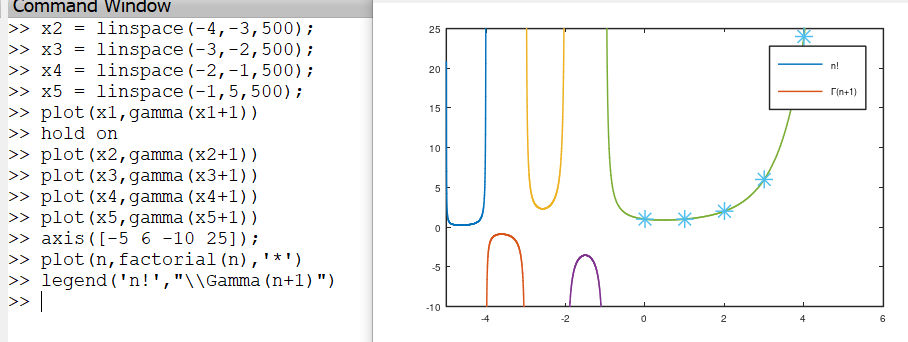 Command Window
>> x2 = linspace(-4,-3,500);
>> x3 = linspace(-3,-2,500);
>> x4 = linspace(-2,-1,500);
>> x5 = linspace(-1,5,500);
>> plot(x1,gamma(x1+1))
>> hold on
>> plot(x2,gamma(x2+1))
>> plot(x3,gamma(x3+1))
>> plot(x4,gamma(x4+1))
>> plot(x5,gamma(x5+1))
>> axis([-5 6 -10 25]);
>> plot(n,factorial(n),'*')
>> legend('n!',"\\Gamma(n+1)")
>>
25
20
15
10
5
0
-5
-10
-4
-2
0
2
4
6
n!
Γ(n+1)